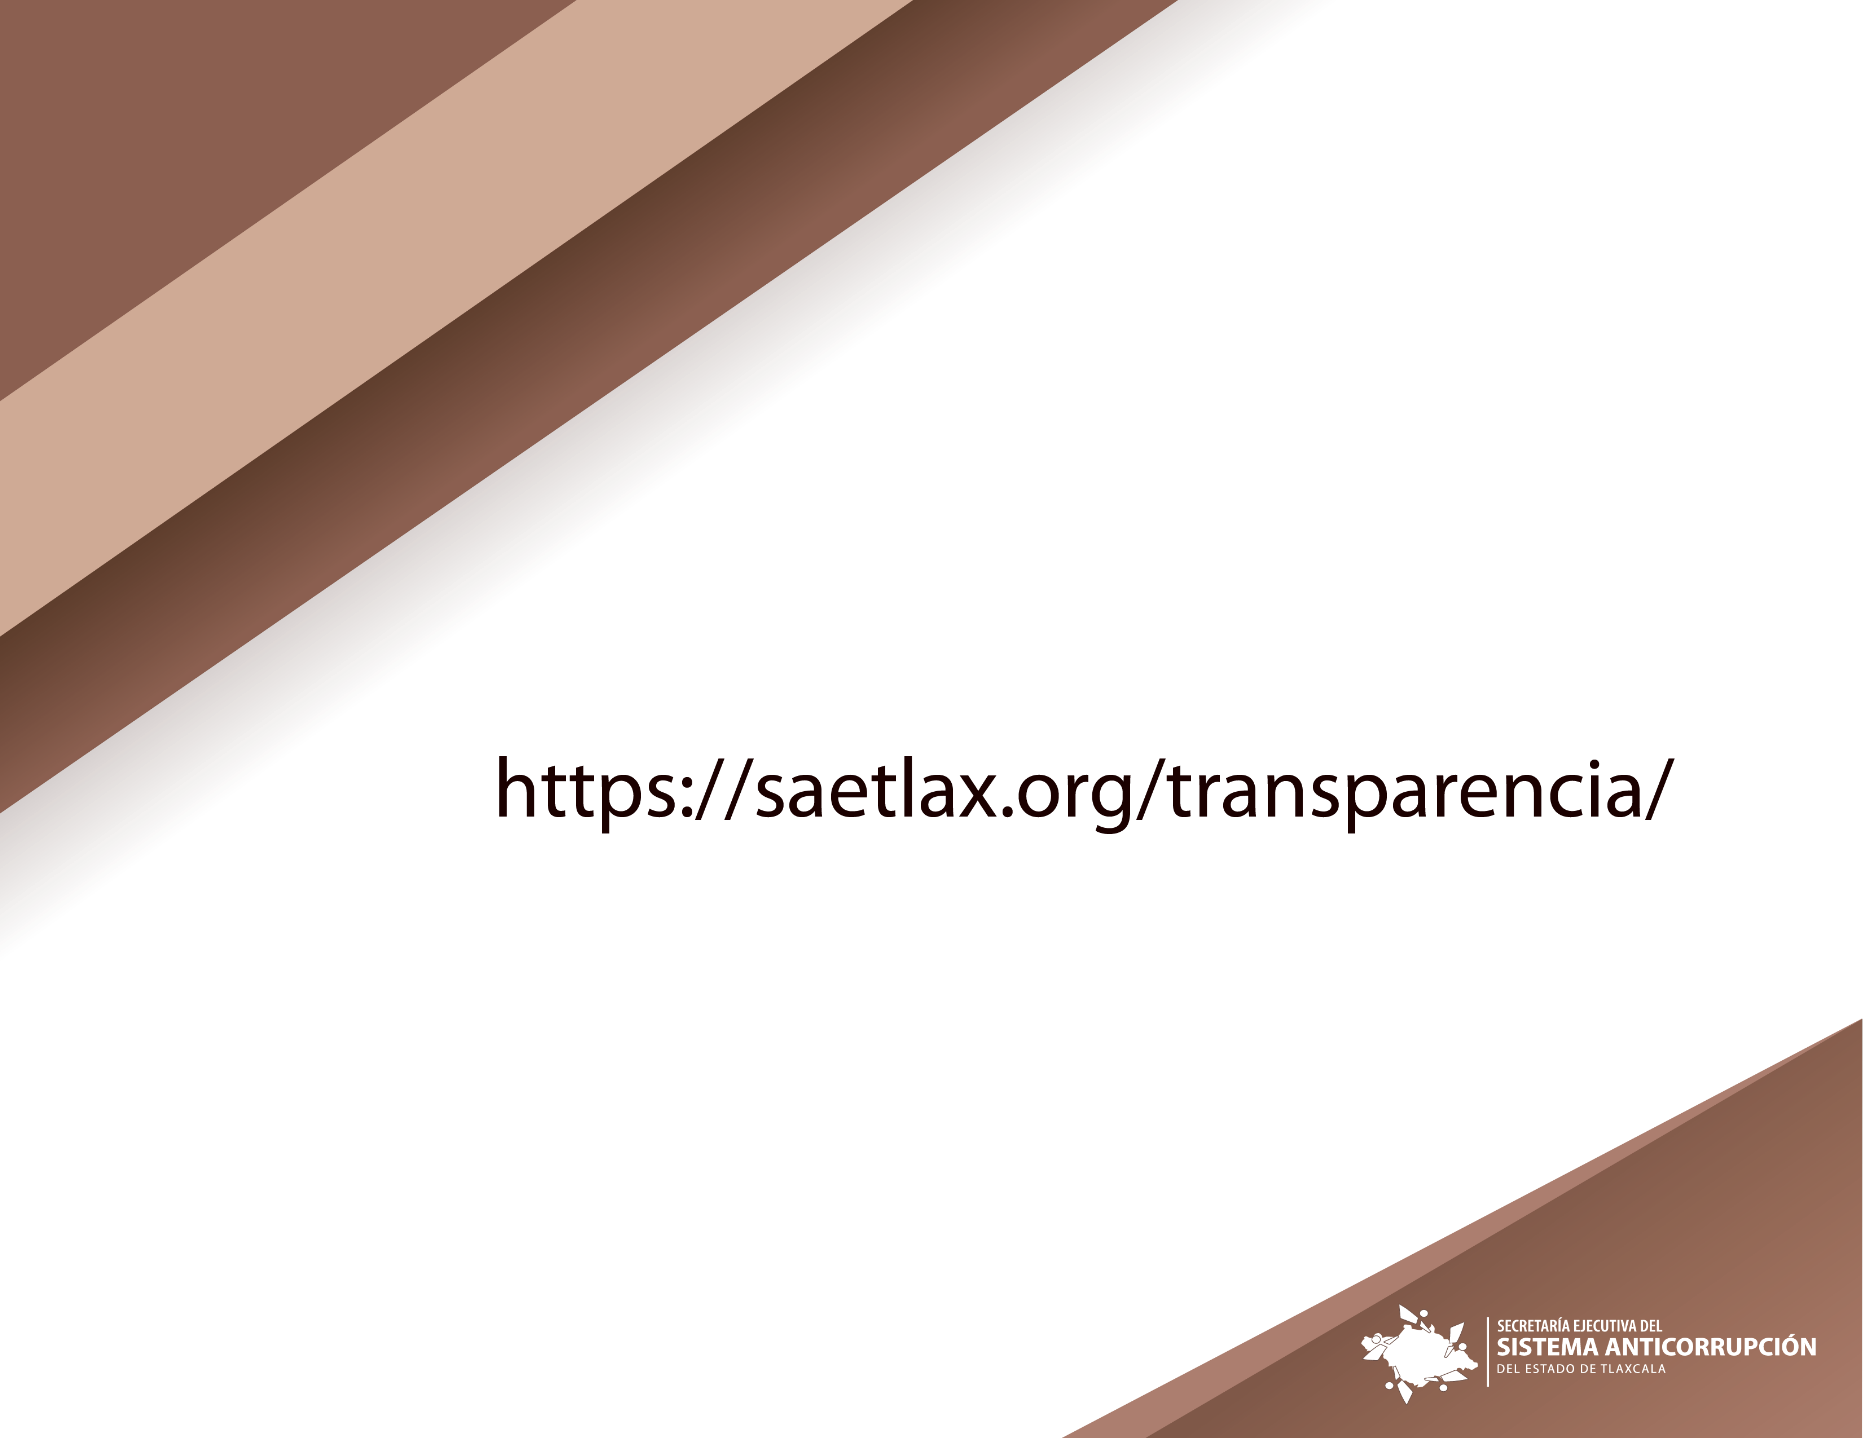 https://saetlax.org/transparencia/
SECRETARÍA EJECUTIVA DEL
SISTEMA ANTICORRUPCIÓN
DEL ESTADO DE TLAXCALA